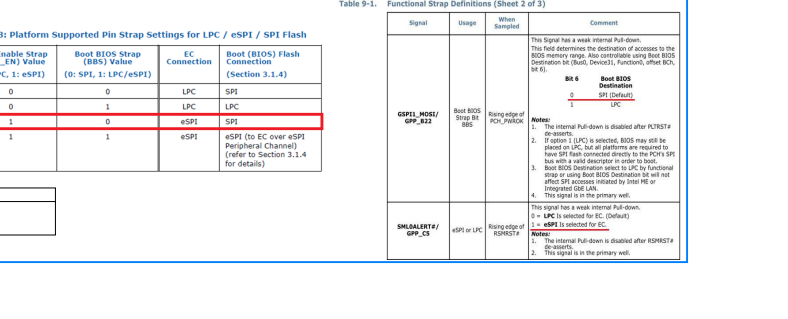 Table 9-1. Functional Strap Definitions (Sheet 2 of 3)
3: Platform Supported Pin Strap Settings for LPC / eSPI / SPI Flash
nable Strap
_EN) Value
C, 1: eSPI)
Boot BIOS Strap
(BBS) Value
(0: SPI, 1: LPC/eSPI)
EC
Connection
Boot (BIOS) Flash
Connection
(Section 3.1.4)
0 0 LPC SPI
0 1 LPC LPC
1 0 eSPI SPI
1 1 eSPI eSPI (to EC over eSPI
Peripheral Channel)
(refer to Section 3.1.4
for details)
Signal Usage When
Sampled Comment
GSPI1_MOSI/
GPP_B22
Boot BIOS
Strap Bit
BBS
Rising edge of
PCH_PWROK
This Signal has a weak internal Pull-down.
This field determines the destination of accesses to the
BIOS memory range. Also controllable using Boot BIOS
Destination bit (Bus0, Device31, Function0, offset BCh,
bit 6).
Bit 6 Boot BIOS
Destination
0 SPI (Default)
1 LPC
Notes:
1. The internal Pull-down is disabled after PLTRST#
de-asserts.
2. If option 1 (LPC) is selected, BIOS may still be
placed on LPC, but all platforms are required to
have SPI flash connected directly to the PCH's SPI
bus with a valid descriptor in order to boot.
3. Boot BIOS Destination select to LPC by functional
strap or using Boot BIOS Destination bit will not
affect SPI accesses initiated by Intel ME or
Integrated GbE LAN.
4. This signal is in the primary well.
SML0ALERT#/
GPP_C5
eSPI or LPC
Rising edge of
RSMRST#
This signal has a weak internal Pull-down.
0 = LPC Is selected for EC. (Default)
1 = eSPI Is selected for EC.
Notes:
1. The internal Pull-down is disabled after RSMRST#
de-asserts.
2. This signal is in the primary well.